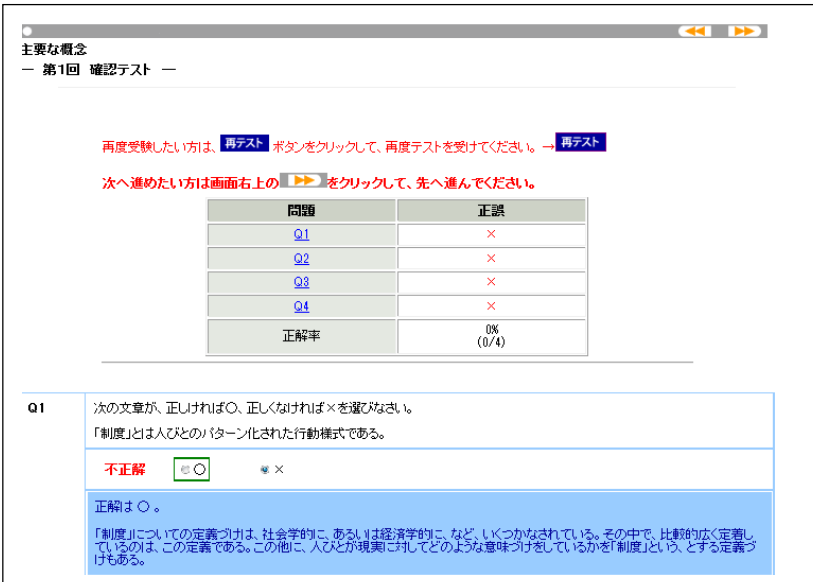 主要な概念
― 第1回 確認テスト ―
再度受験したい方は、再テスト ボタンをクリックして、再度テストを受けてください。→再テスト
次へ進めたい方は画面右上の をクリックして、先へ進んでください。
問題 正誤
Q1 ×
Q2 ×
Q3 ×
Q4 ×
正解率 0%
(0/4)
Q1 次の文章が、正しければ〇、正しくなければ×を選びなさい。
「制度」とは人びとのパターン化された行動様式である。
不正解 〇 ×
正解は 〇 。
「制度」についての定義づけは、社会学的に、あるいは経済学的に、など、いくつかなされている。その中で、比較的広く定着し
ているのは、この定義である。この他に、人びとが現実に対してどのような意味づけをしているかを「制度」という、とする定義づ
けもある。